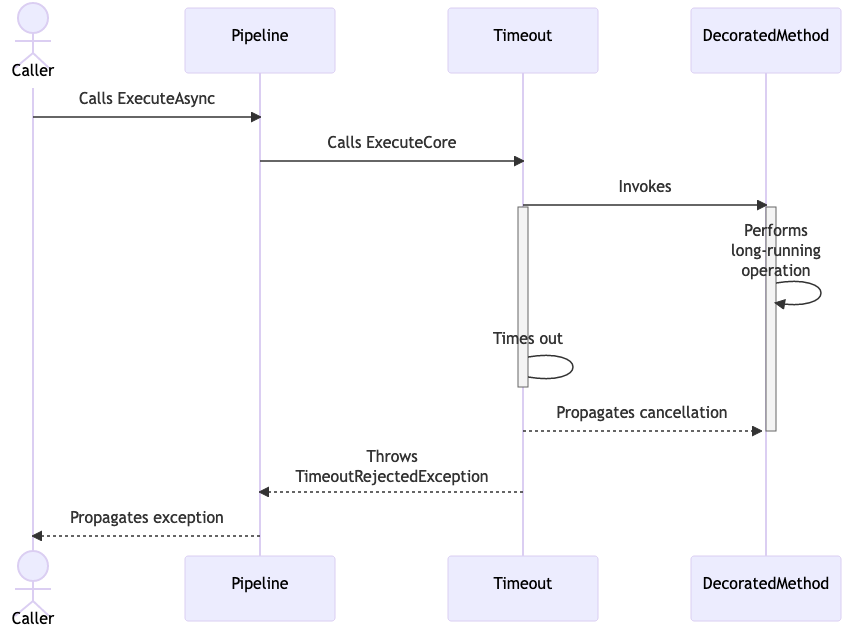 Caller
Pipeline
Timeout
DecoratedMethod
Calls ExecuteAsync
Calls ExecuteCore
Invokes
Performs
long-running
operation
Times out
Propagates cancellation
Throws
TimeoutRejectedException
Propagates exception
Caller
Pipeline
Timeout
DecoratedMethod